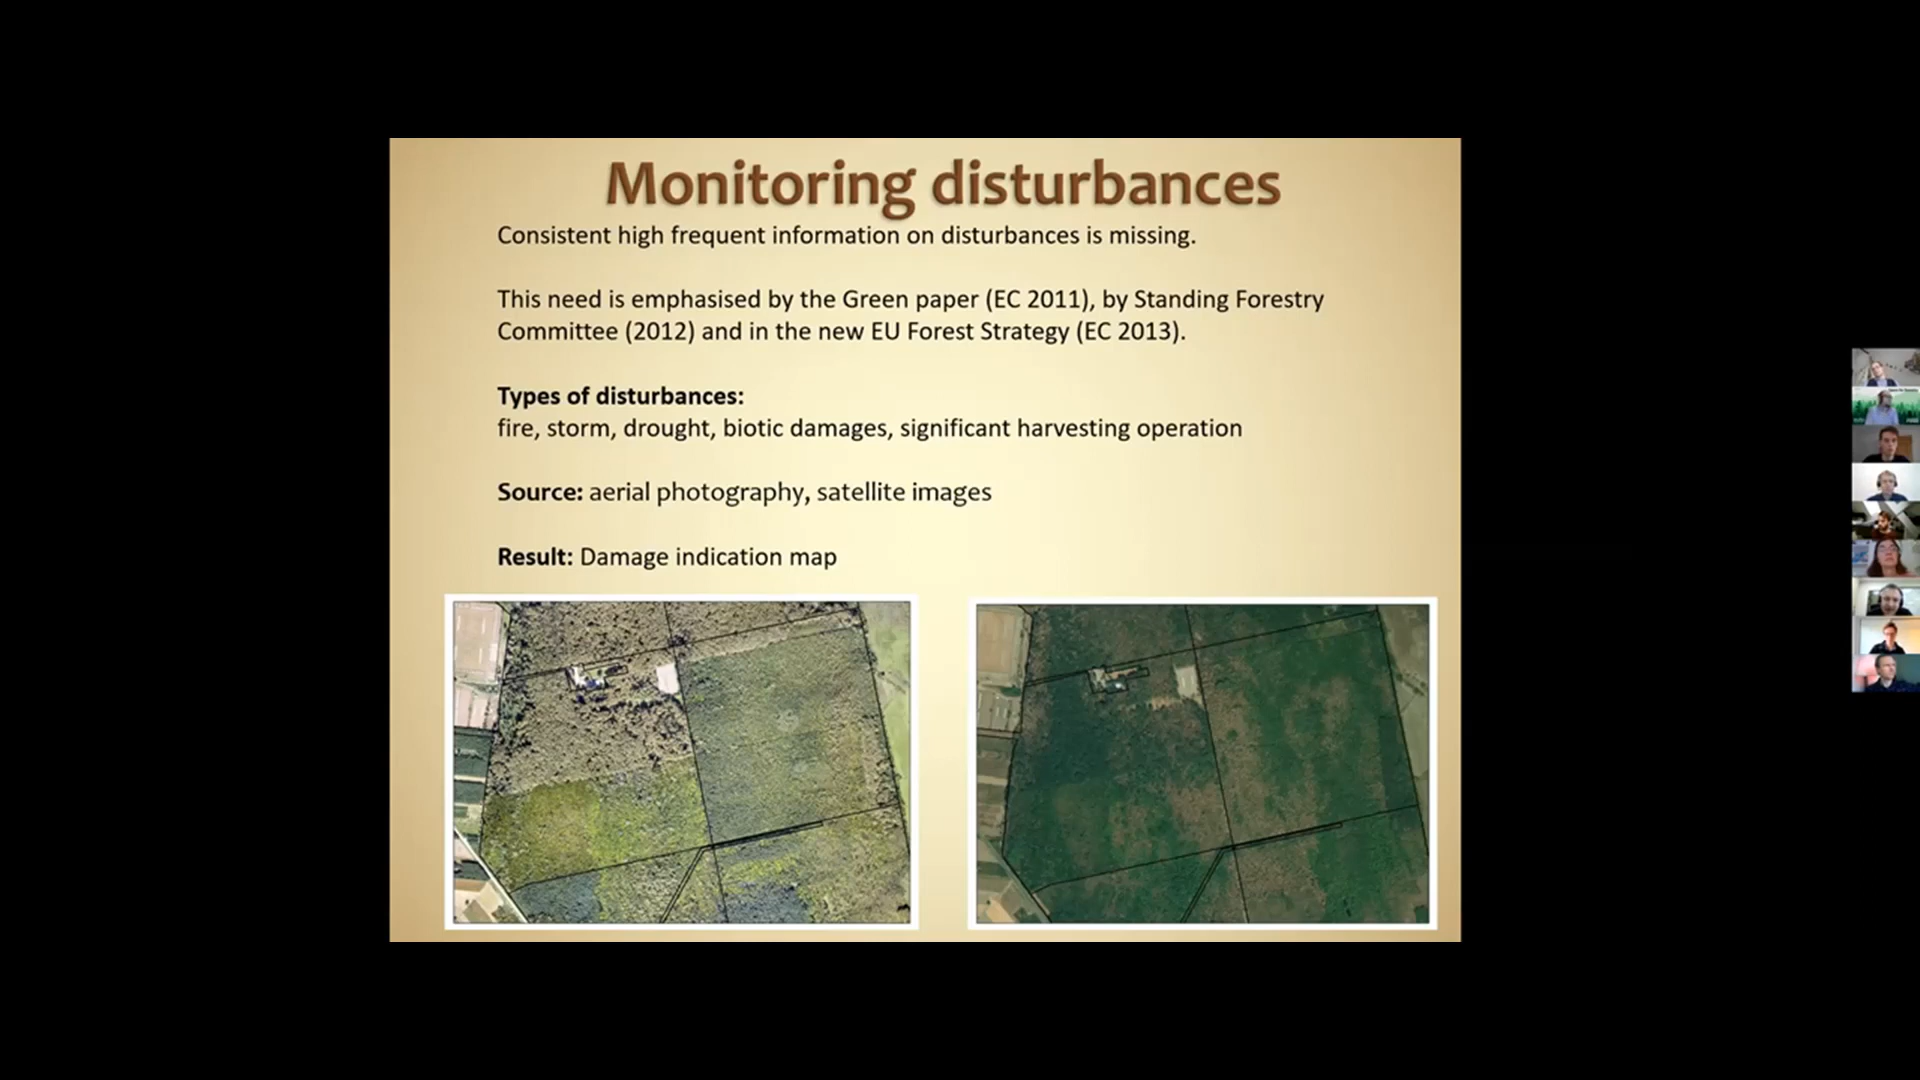 Monitoring disturbances
Consistent high frequent information on disturbances is missing.
This need is emphasised by the Green paper (EC 2011), by Standing Forestry
Committee (2012) and in the new EU Forest Strategy (EC 2013).
Types of disturbances:
fire, storm, drought, biotic damages, significant harvesting operation
Source: aerial photography, satellite images
Result: Damage indication map